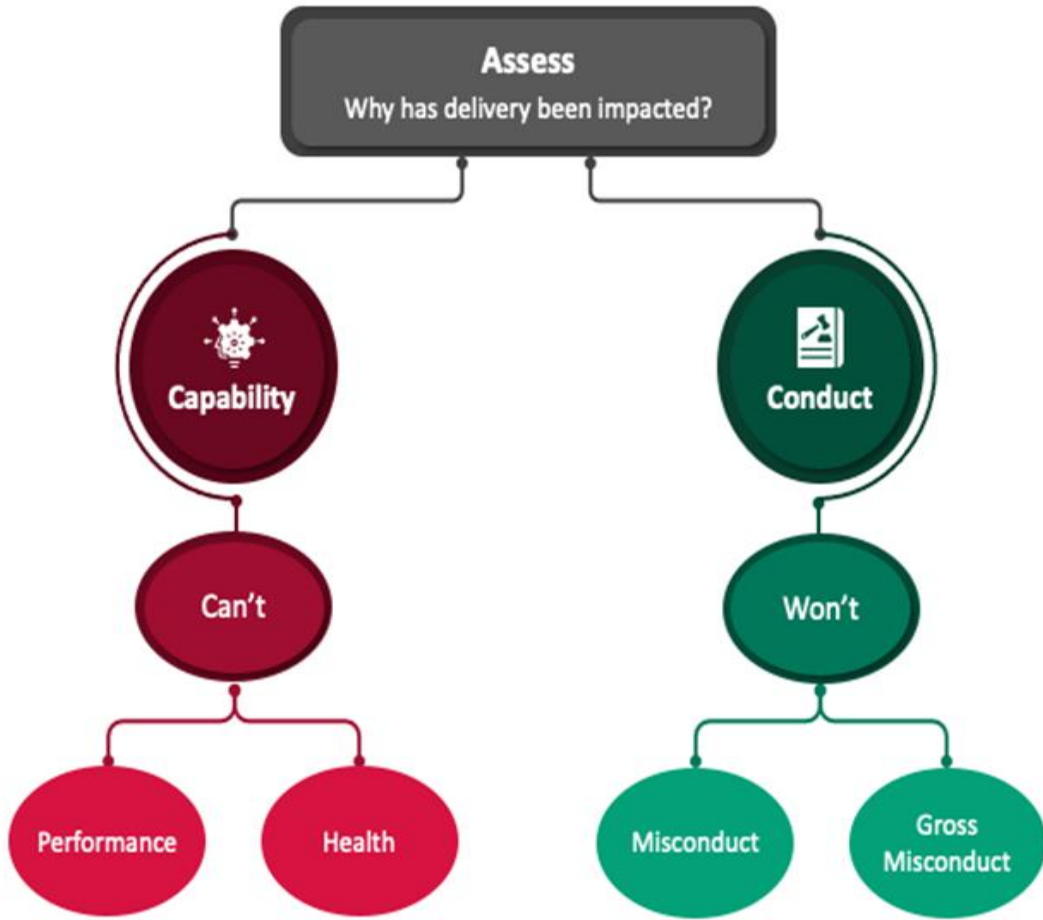 Assess
Why has delivery been impacted?
Capability
Conduct
Can’t
Won’t
Performance
Health
Misconduct
Gross
Misconduct